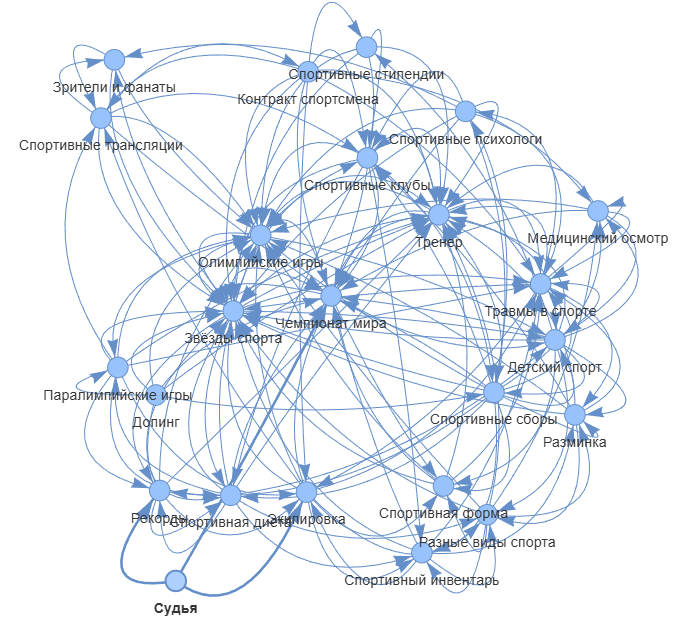 Спортивные стипендии
Зрители и фанаты
Контракт спортсмена
Спортивные трансляции
Спортивные психологи
Спортивные клубы
Медицинский осмотр
Тренер
Олимпийские игры
Травмы в спорте
Чемпионат мира
Звёзды спорта
Детский спорт
Паралимпийские игры
Спортивные сборы
Допинг
Разминка
Спортивная форма
Рекорды
Спортивная диета
Экипировка
Разные виды спорта
Спортивный инвентарь
Судья